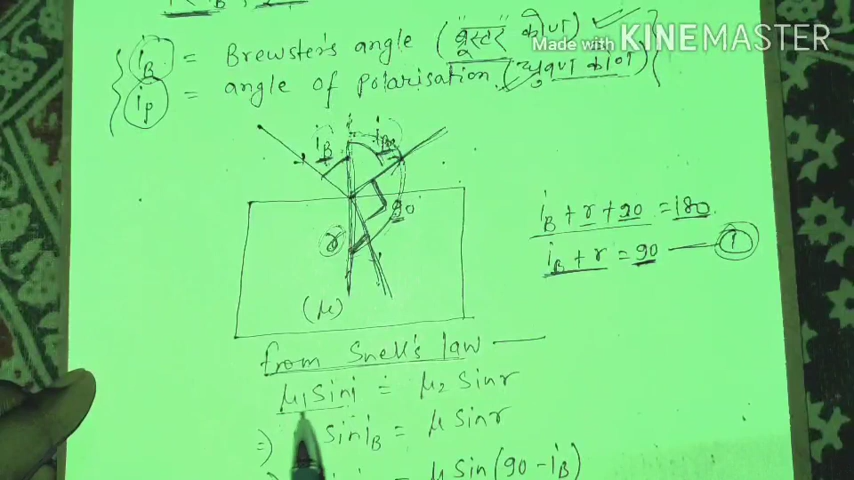 i_B = Brewster's angle (ब्रूस्टर कोण)
Made with KINEMASTER
i_p = angle of polarisation (ध्रुवण कोण)
i_B
i_B
90°
r
(μ)
i_B + r + 90 = 180
i_B + r = 90 — ①
from Snell's law —
μ₁ sin i = μ₂ sin r
⇒ sin i_B = μ sin r
= μ sin (90 - i_B)